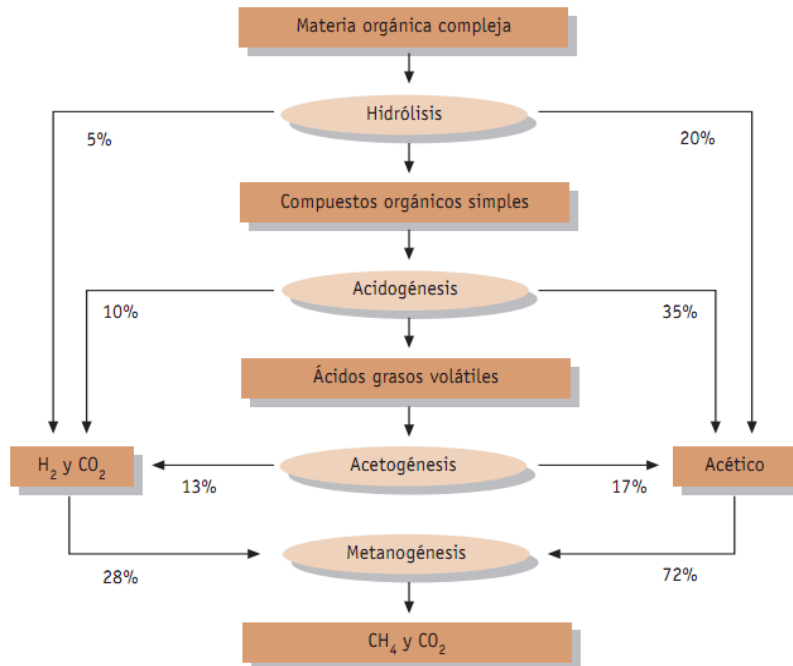 Materia orgánica compleja
Hidrólisis
5%
20%
Compuestos orgánicos simples
Acidogénesis
10%
35%
Ácidos grasos volátiles
H₂ y CO₂
Acetogénesis
Acético
13%
17%
Metanogénesis
28%
72%
CH₄ y CO₂